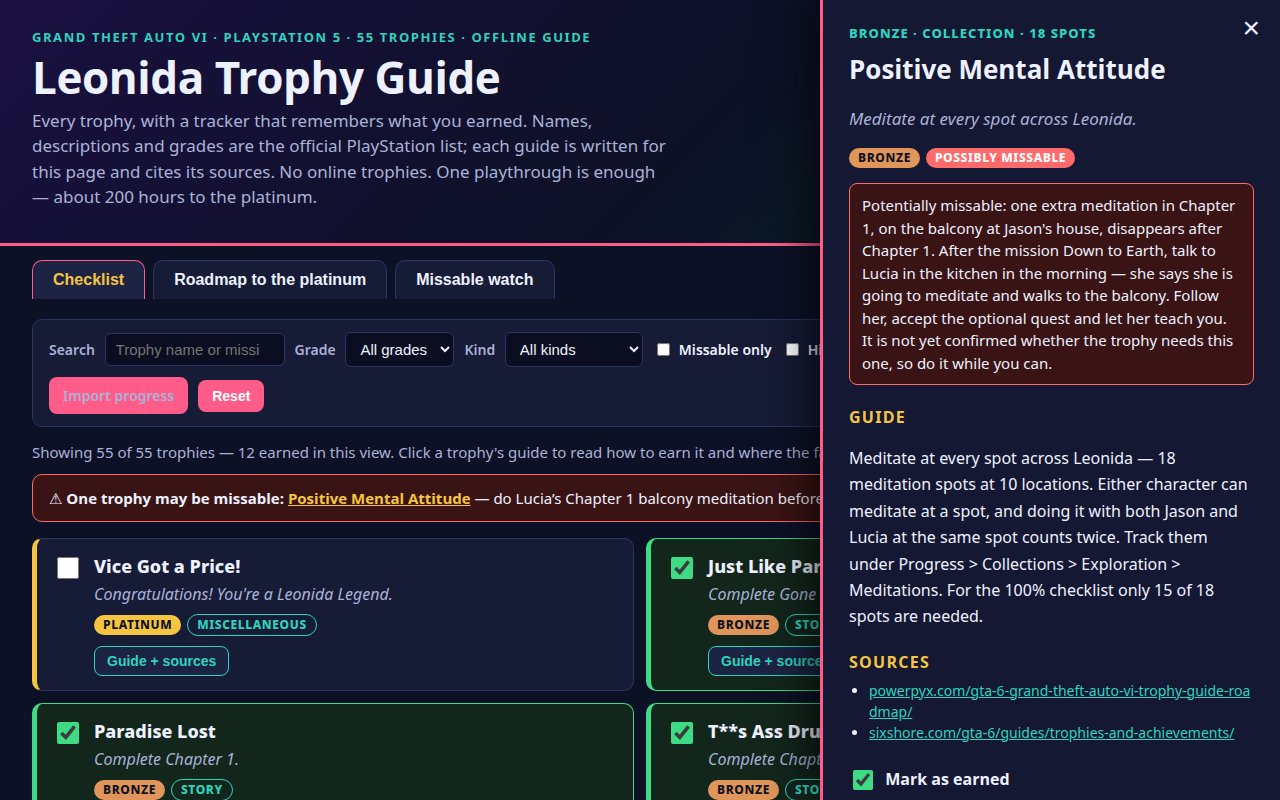 GRAND THEFT AUTO VI · PLAYSTATION 5 · 55 TROPHIES · OFFLINE GUIDE
Leonida Trophy Guide
Every trophy, with a tracker that remembers what you earned. Names,
descriptions and grades are the official PlayStation list; each guide is written for
this page and cites its sources. No online trophies. One playthrough is enough
— about 200 hours to the platinum.
Checklist
Roadmap to the platinum
Missable watch
Search
Trophy name or missi
Grade
All grades
Kind
All kinds
Missable only
Import progress
Reset
Showing 55 of 55 trophies — 12 earned in this view. Click a trophy's guide to read how to earn it and where the
⚠ One trophy may be missable: Positive Mental Attitude — do Lucia's Chapter 1 balcony meditation before
Vice Got a Price!
Congratulations! You're a Leonida Legend.
PLATINUM
MISCELLANEOUS
Guide + sources
Just Like
Complete Gone
BRONZE
Guide + source
Paradise Lost
Complete Chapter 1.
BRONZE
STORY
T**s Ass
Complete
BRONZE
✕
BRONZE · COLLECTION · 18 SPOTS
Positive Mental Attitude
Meditate at every spot across Leonida.
BRONZE
POSSIBLY MISSABLE
Potentially missable: one extra meditation in Chapter
1, on the balcony at Jason's house, disappears after
Chapter 1. After the mission Down to Earth, talk to
Lucia in the kitchen in the morning — she says she is
going to meditate and walks to the balcony. Follow
her, accept the optional quest and let her teach you.
It is not yet confirmed whether the trophy needs this
one, so do it while you can.
GUIDE
Meditate at every spot across Leonida — 18
meditation spots at 10 locations. Either character can
meditate at a spot, and doing it with both Jason and
Lucia at the same spot counts twice. Track them
under Progress > Collections > Exploration >
Meditations. For the 100% checklist only 15 of 18
spots are needed.
SOURCES
powerpyx.com/gta-6-grand-theft-auto-vi-trophy-guide-roa
dmap/
sixshore.com/gta-6/guides/trophies-and-achievements/
Mark as earned